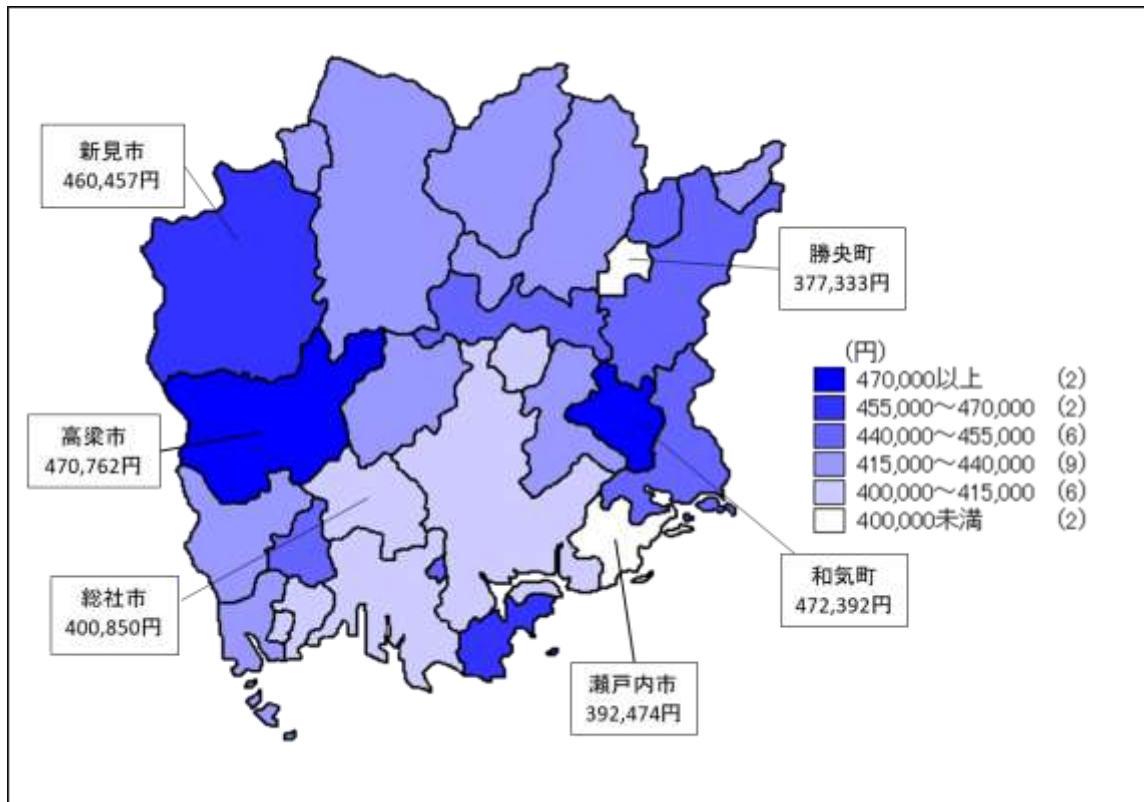 新見市
460,457円
勝央町
377,333円
(円)
470,000以上 (2)
455,000～470,000 (2)
440,000～455,000 (6)
415,000～440,000 (9)
400,000～415,000 (6)
400,000未満 (2)
高梁市
470,762円
総社市
400,850円
和気町
472,392円
瀬戸内市
392,474円